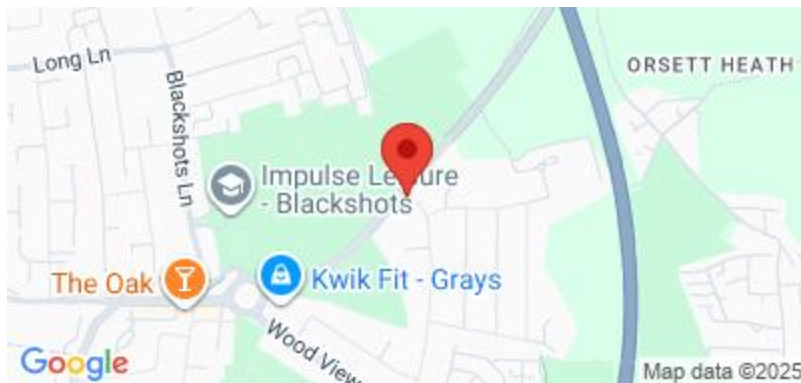 Long Ln
Blackshots Ln
ORSETT HEATH
Impulse Leisure
- Blackshots
The Oak
Kwik Fit - Grays
Wood View
Google
Map data ©2025